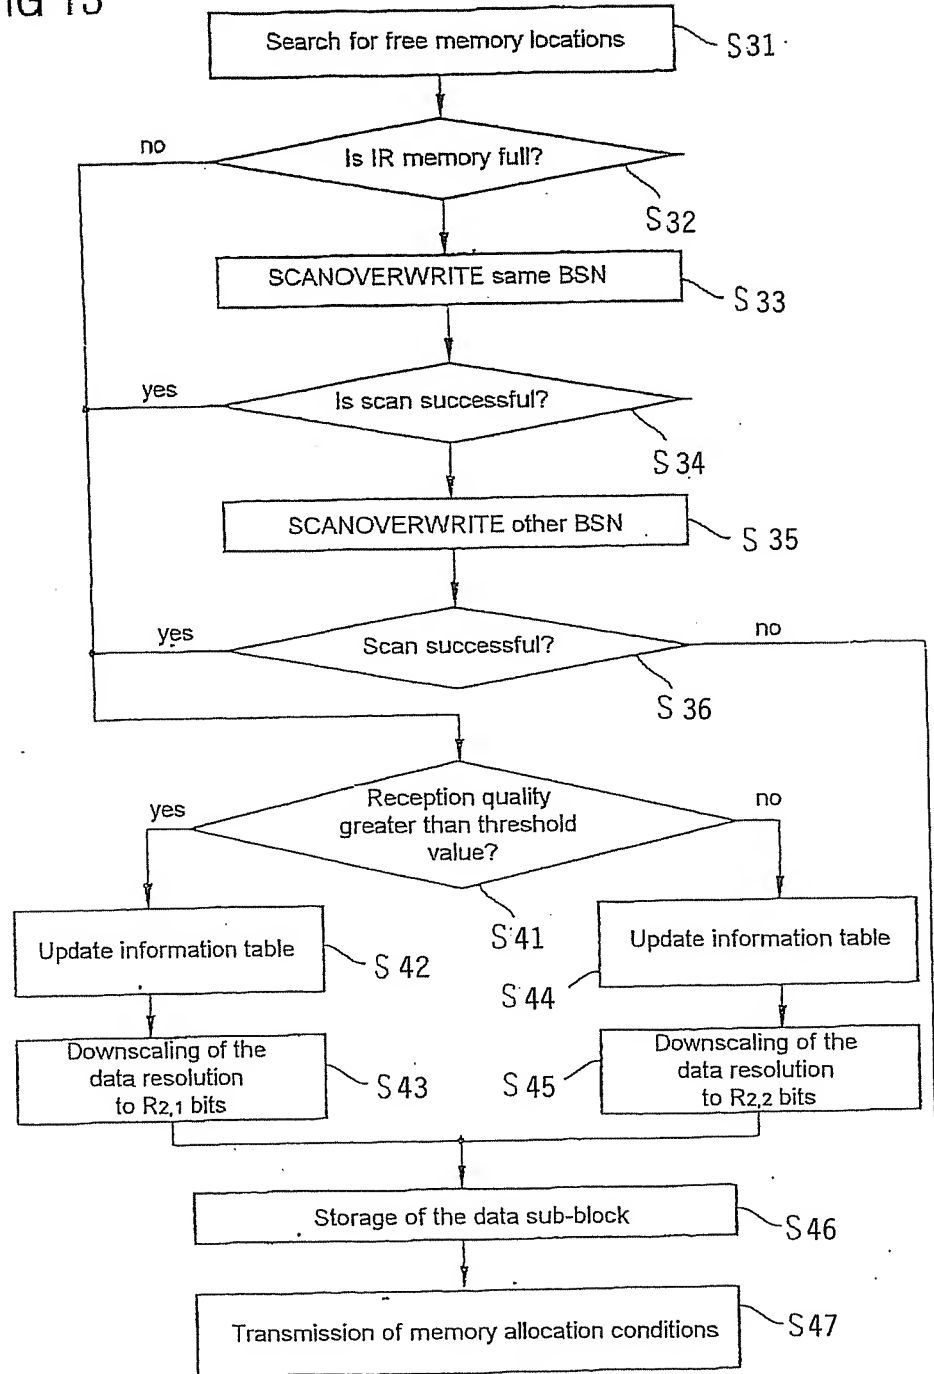 FIG 13
Search for free memory locations
S31
no
Is IR memory full?
S32
SCANOVERWRITE same BSN
S33
yes
Is scan successful?
S34
SCANOVERWRITE other BSN
S35
yes
Scan successful?
no
S36
yes
Reception quality
greater than threshold
value?
no
S41
Update information table
S42
Update information table
S44
Downscaling of the
data resolution
to R2,1 bits
S43
Downscaling of the
data resolution
to R2,2 bits
S45
Storage of the data sub-block
S46
Transmission of memory allocation conditions
S47